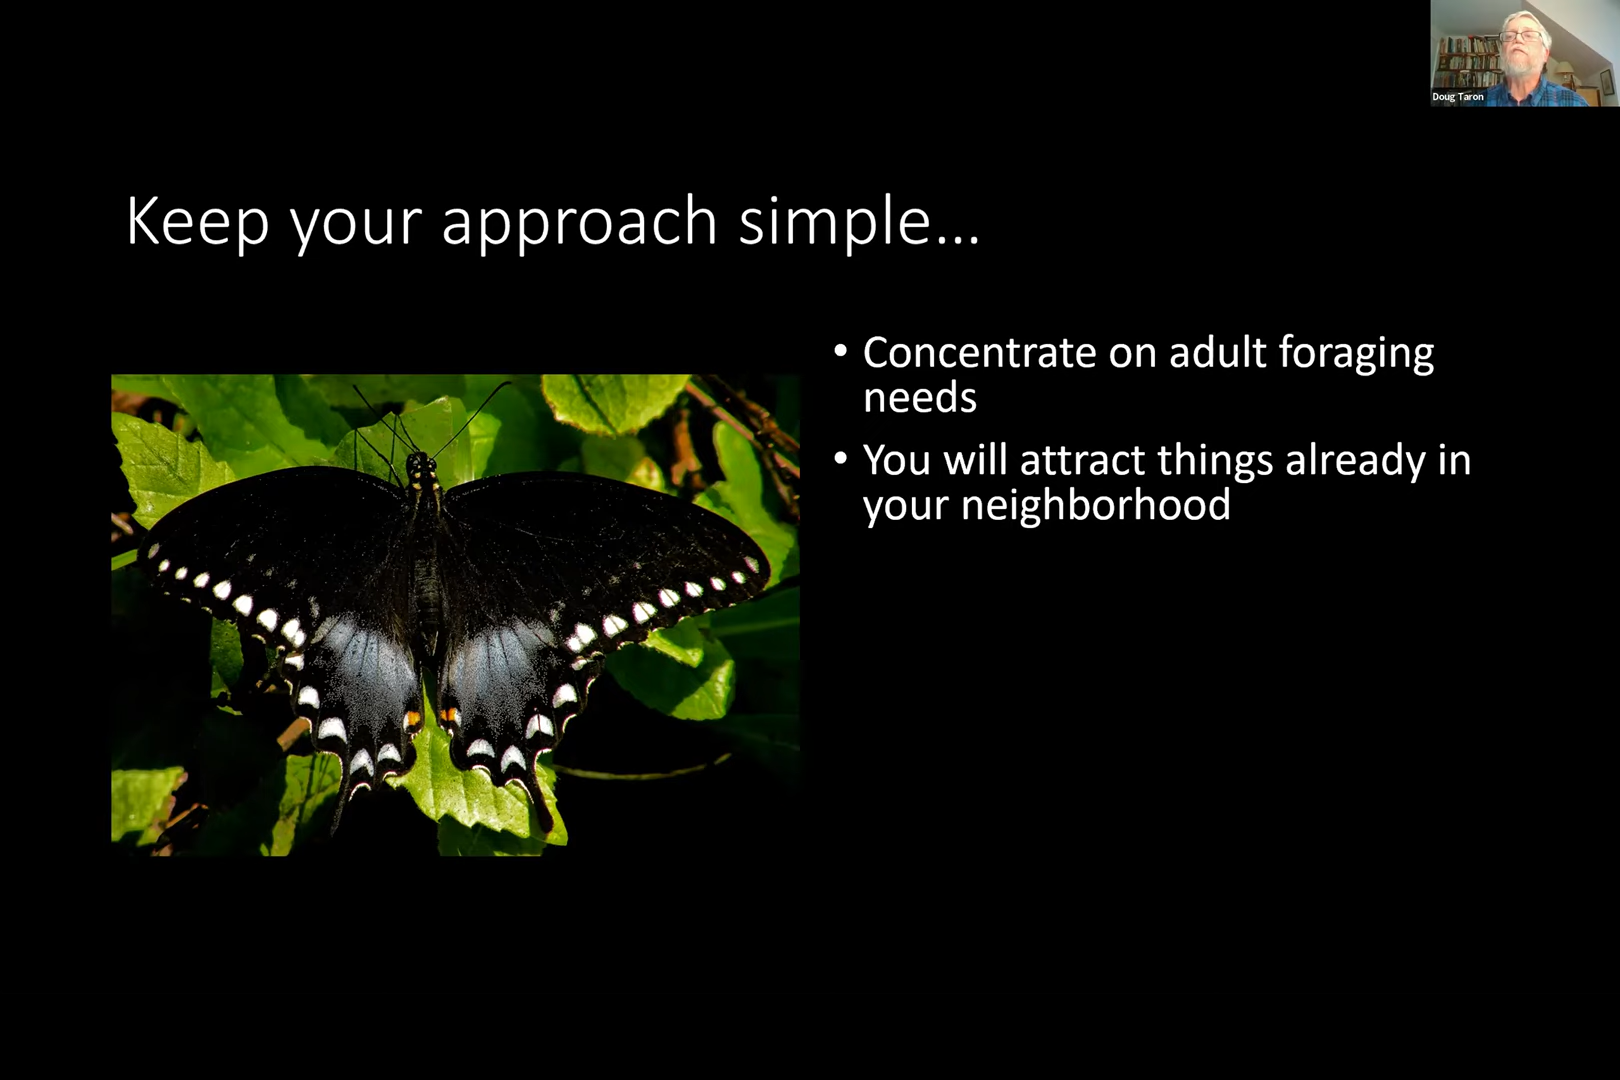 Doug Taron
Keep your approach simple…
• Concentrate on adult foraging
needs
• You will attract things already in
your neighborhood